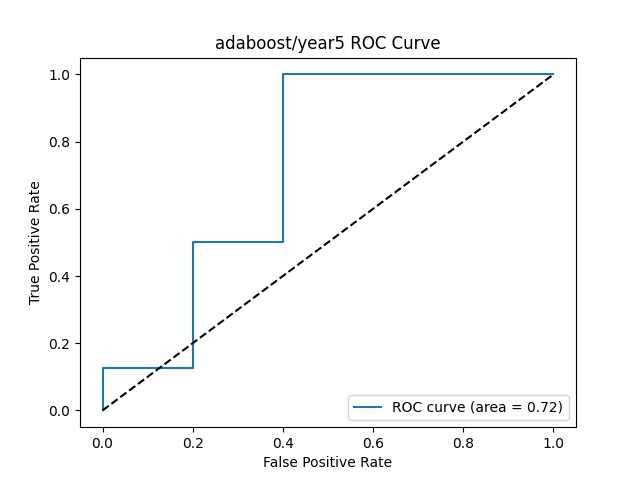 adaboost/year5 ROC Curve
True Positive Rate
1.0
0.8
0.6
0.4
0.2
0.0
ROC curve (area = 0.72)
0.0 0.2 0.4 0.6 0.8 1.0
False Positive Rate